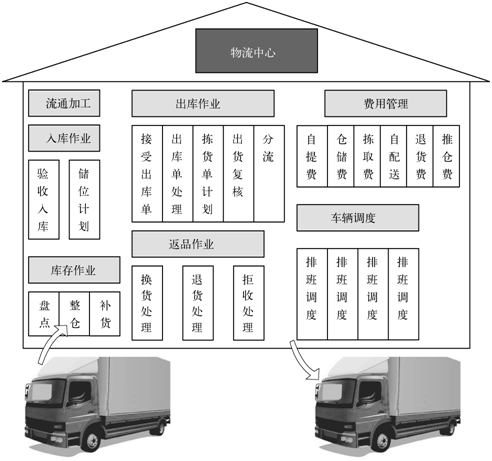 物流中心
流通加工
入库作业
验收入库
储位计划
库存作业
盘点
整仓
补货
出库作业
接受出库单
出库单处理
拣货单计划
出货复核
分流
返品作业
换货处理
退货处理
拒收处理
费用管理
自提费
仓储费
拣取费
自配送
退货费
推仓费
车辆调度
排班调度
排班调度
排班调度
排班调度